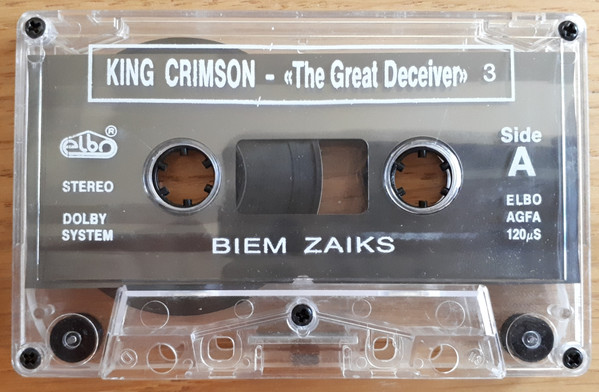 KING CRIMSON - «The Great Deceiver» 3
elbo®
STEREO
DOLBY
SYSTEM
Side
A
ELBO
AGFA
120µS
BIEM ZAIKS